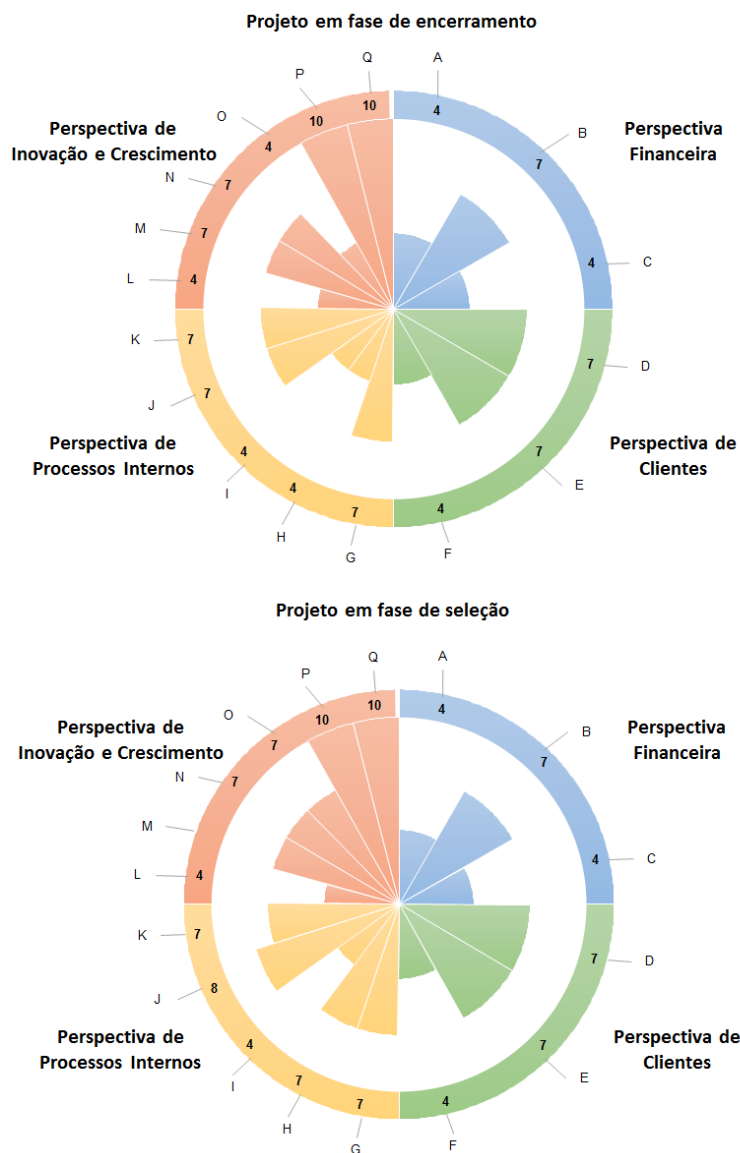 Projeto em fase de encerramento
Q
A
P
10
10
4
O
B
Perspectiva de
Inovação e Crescimento
4
7
Perspectiva
Financeira
N
7
M
7
L
4
4
C
K
7
7
D
J
7
7
E
Perspectiva de
Processos Internos
Perspectiva de
Clientes
I
4
4
H
7
G
4
F
Projeto em fase de seleção
Q
A
P
10
10
4
O
B
Perspectiva de
Inovação e Crescimento
7
7
Perspectiva
Financeira
N
7
M
L
4
4
C
K
7
7
D
J
8
7
E
Perspectiva de
Processos Internos
Perspectiva de
Clientes
I
4
7
H
7
G
4
F